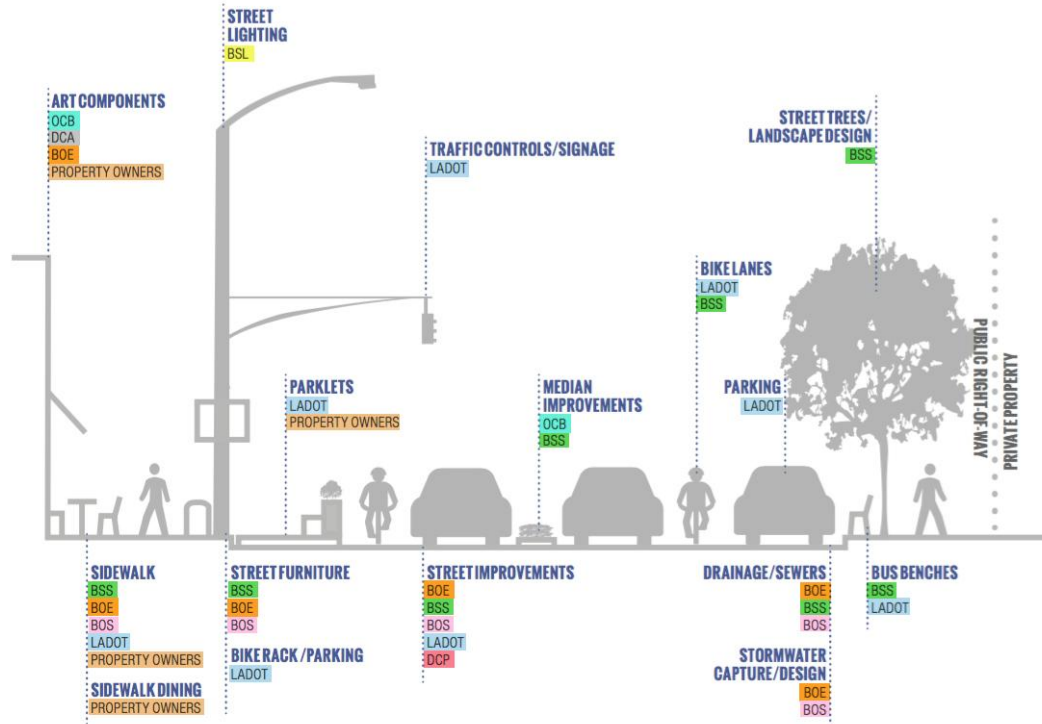 STREET
LIGHTING
BSL
ART COMPONENTS
OCB
DCA
BOE
PROPERTY OWNERS
TRAFFIC CONTROLS/SIGNAGE
LADOT
STREET TREES/
LANDSCAPE DESIGN
BSS
BIKE LANES
LADOT
BSS
PARKLETS
LADOT
PROPERTY OWNERS
MEDIAN
IMPROVEMENTS
OCB
BSS
PARKING
LADOT
PUBLIC RIGHT-OF-WAY
PRIVATE PROPERTY
SIDEWALK
BSS
BOE
BOS
LADOT
PROPERTY OWNERS
SIDEWALK DINING
PROPERTY OWNERS
STREET FURNITURE
BSS
BOE
BOS
BIKE RACK / PARKING
LADOT
STREET IMPROVEMENTS
BOE
BSS
BOS
LADOT
DCP
DRAINAGE/SEWERS
BOE
BSS
BOS
STORMWATER
CAPTURE/DESIGN
BOE
BOS
BUS BENCHES
BSS
LADOT